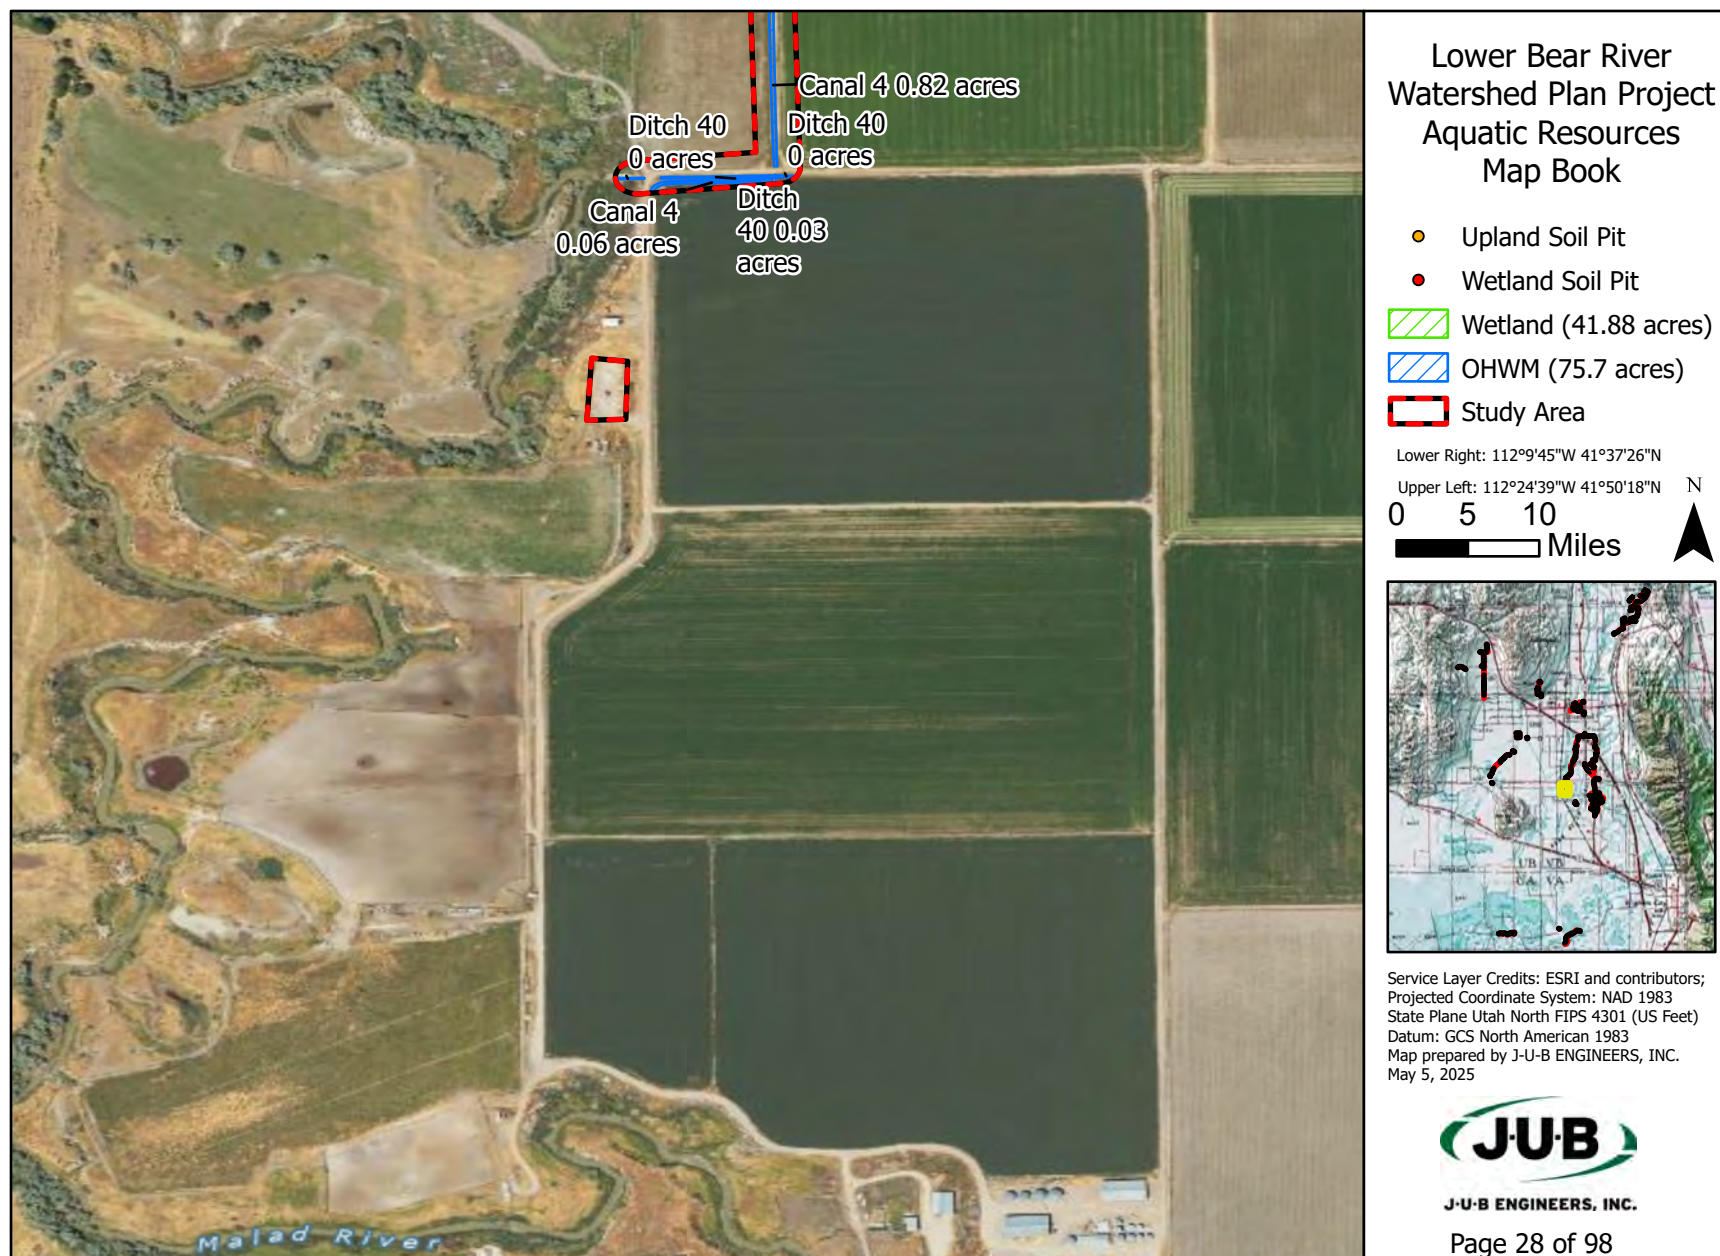 Canal 4 0.82 acres
Ditch 40
0 acres
Ditch 40
0 acres
Canal 4
0.06 acres
Ditch
40 0.03
acres
Malad River
Lower Bear River
Watershed Plan Project
Aquatic Resources
Map Book
Upland Soil Pit
Wetland Soil Pit
Wetland (41.88 acres)
OHWM (75.7 acres)
Study Area
Lower Right: 112°9'45"W 41°37'26"N
Upper Left: 112°24'39"W 41°50'18"N
N
0 5 10
Miles
UB VB
UA VA
Service Layer Credits: ESRI and contributors;
Projected Coordinate System: NAD 1983
State Plane Utah North FIPS 4301 (US Feet)
Datum: GCS North American 1983
Map prepared by J-U-B ENGINEERS, INC.
May 5, 2025
J·U·B
J·U·B ENGINEERS, INC.
Page 28 of 98